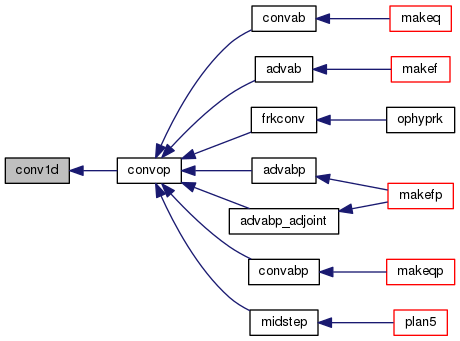 convab
makeq
advab
makef
frkconv
ophyprk
conv1d
convop
advabp
makefp
advabp_adjoint
convabp
makeqp
midstep
plan5